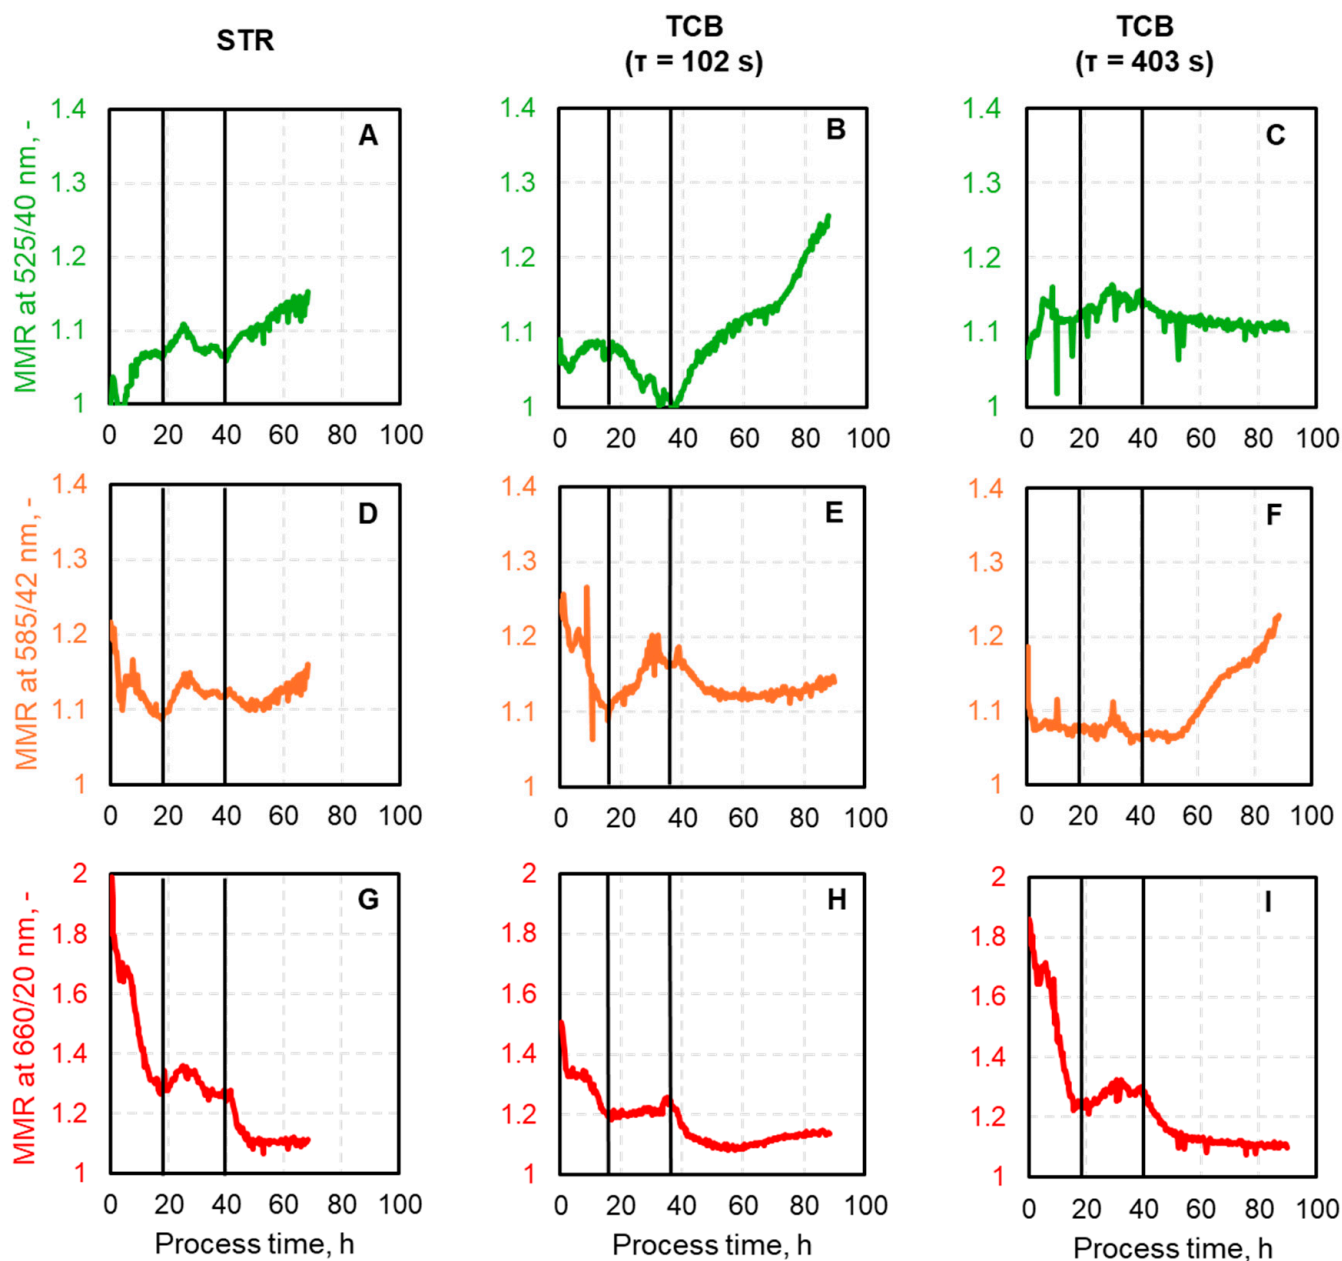 STR
TCB
(τ = 102 s)
TCB
(τ = 403 s)
MMR at 525/40 nm, -
1.4
1.3
1.2
1.1
1
A
0 20 40 60 80 100
1.4
1.3
1.2
1.1
1
B
0 20 40 60 80 100
1.4
1.3
1.2
1.1
1
C
0 20 40 60 80 100
MMR at 585/42 nm, -
1.4
1.3
1.2
1.1
1
D
0 20 40 60 80 100
1.4
1.3
1.2
1.1
1
E
0 20 40 60 80 100
1.4
1.3
1.2
1.1
1
F
0 20 40 60 80 100
MMR at 660/20 nm, -
2
1.8
1.6
1.4
1.2
1
G
0 20 40 60 80 100
Process time, h
2
1.8
1.6
1.4
1.2
1
H
0 20 40 60 80 100
Process time, h
2
1.8
1.6
1.4
1.2
1
I
0 20 40 60 80 100
Process time, h